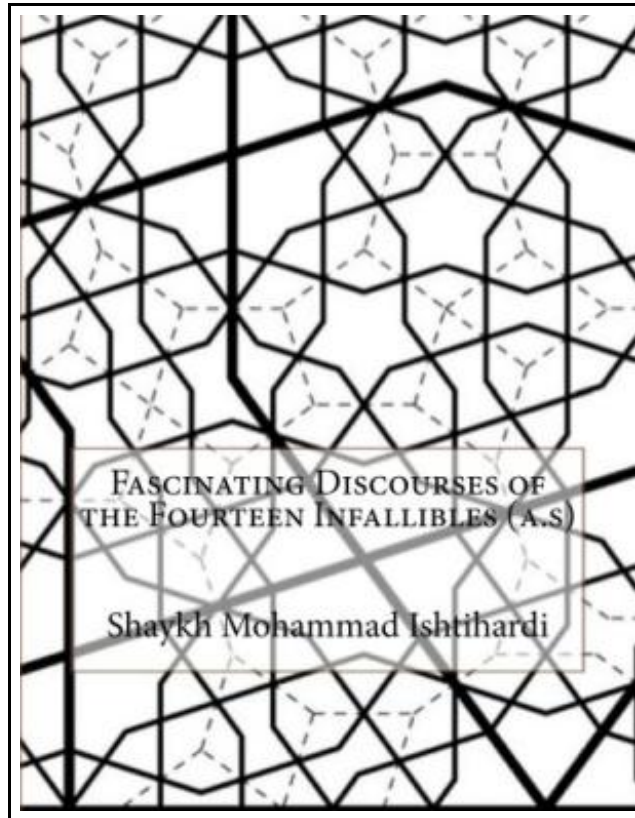 Fascinating Discourses of
the Fourteen Infallibles (a.s)
Shaykh Mohammad Ishtihardi